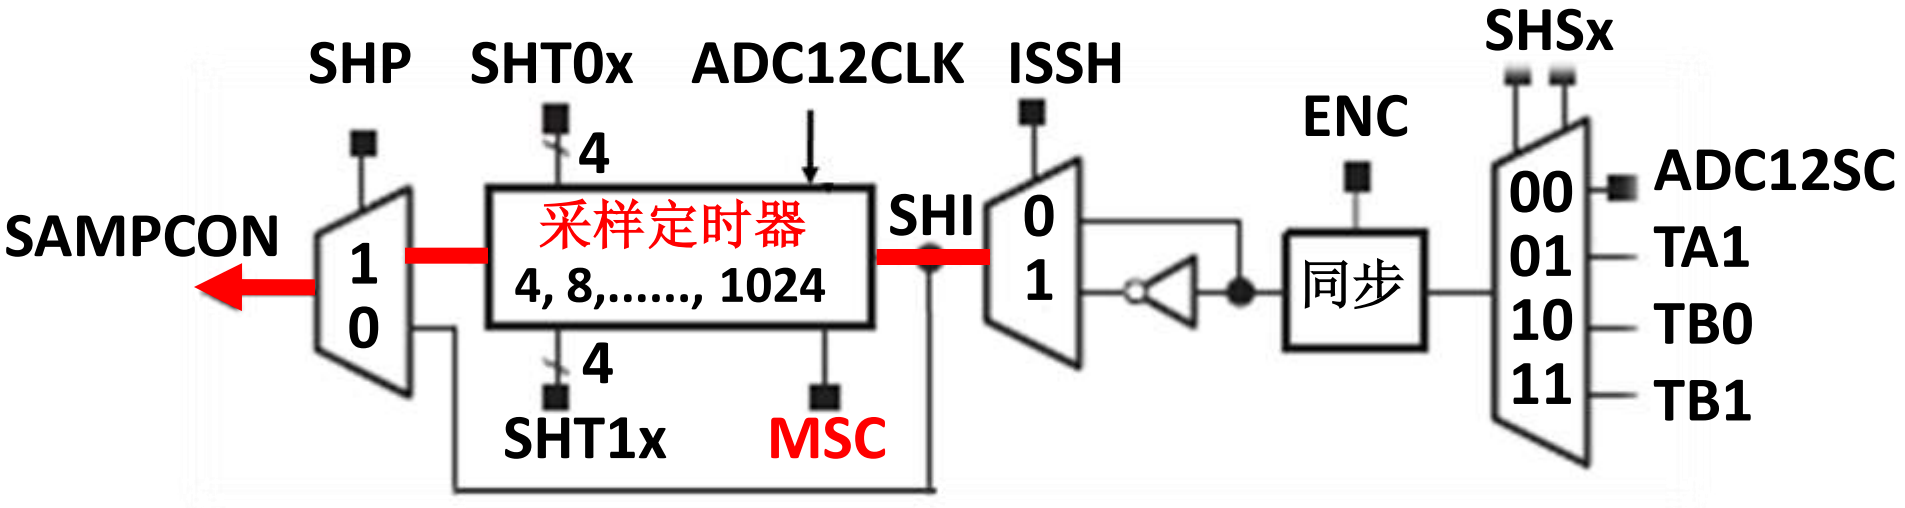 SHSx
SHP
SHT0x
ADC12CLK
ISSH
ENC
4
ADC12SC
00
采样定时器
SHI
0
SAMPCON
TA1
01
1
4, 8,......, 1024
1
同步
0
10
TB0
4
11
TB1
SHT1x
MSC